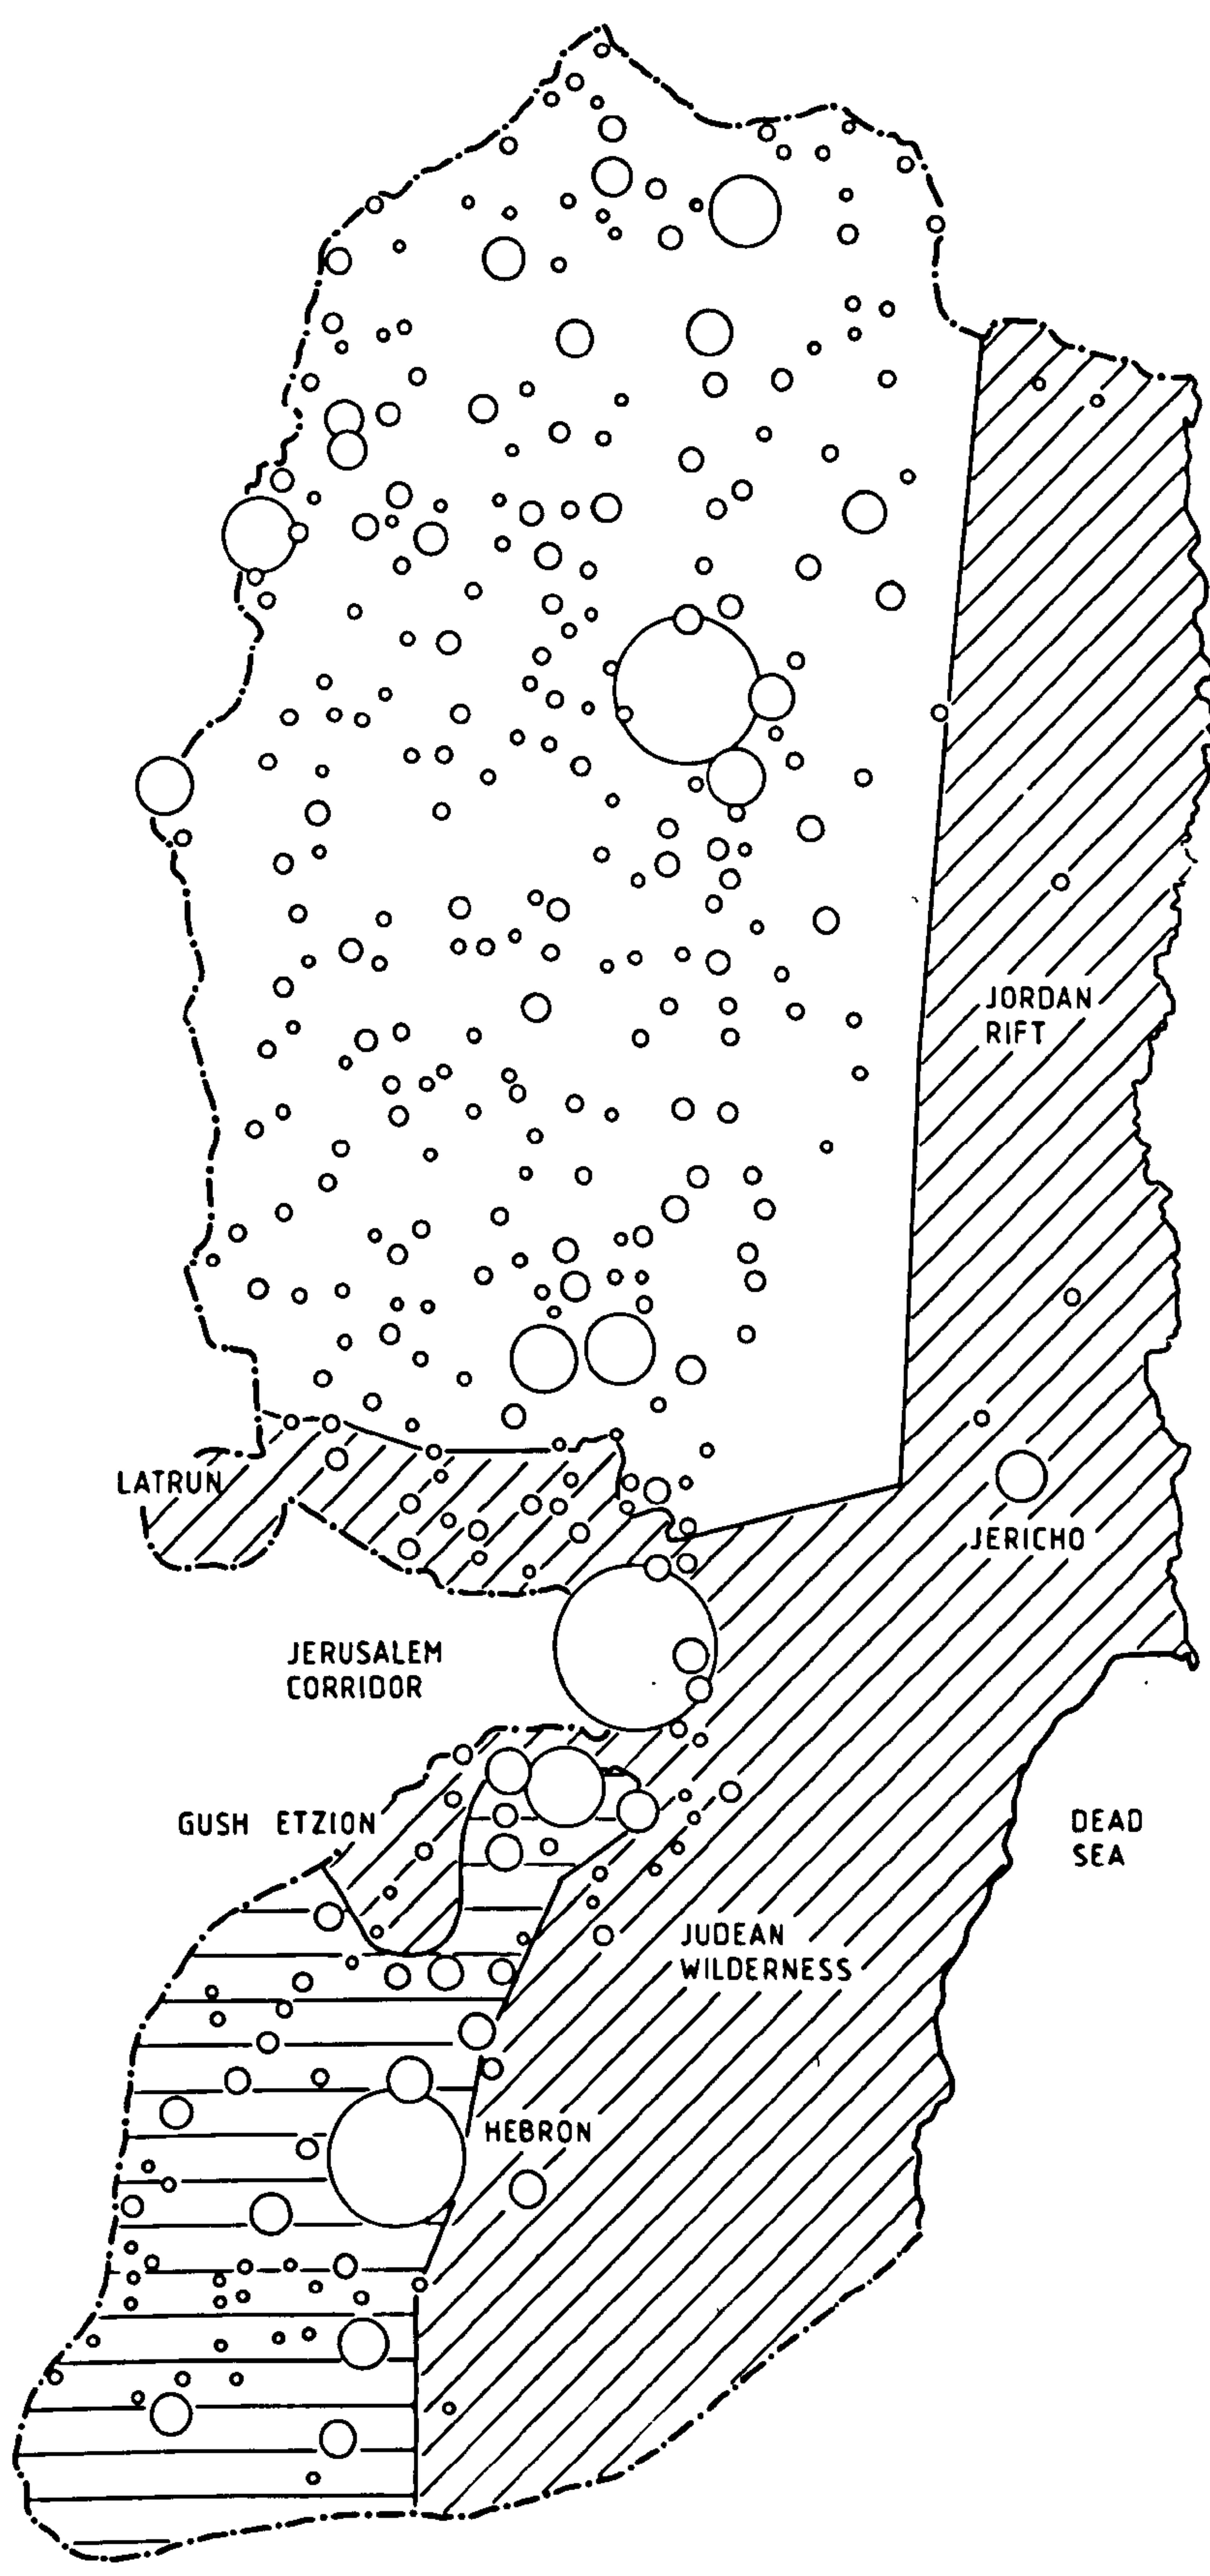 JORDAN
RIFT
LATRUN
JERICHO
JERUSALEM
CORRIDOR
GUSH ETZION
DEAD
SEA
JUDEAN
WILDERNESS
HEBRON